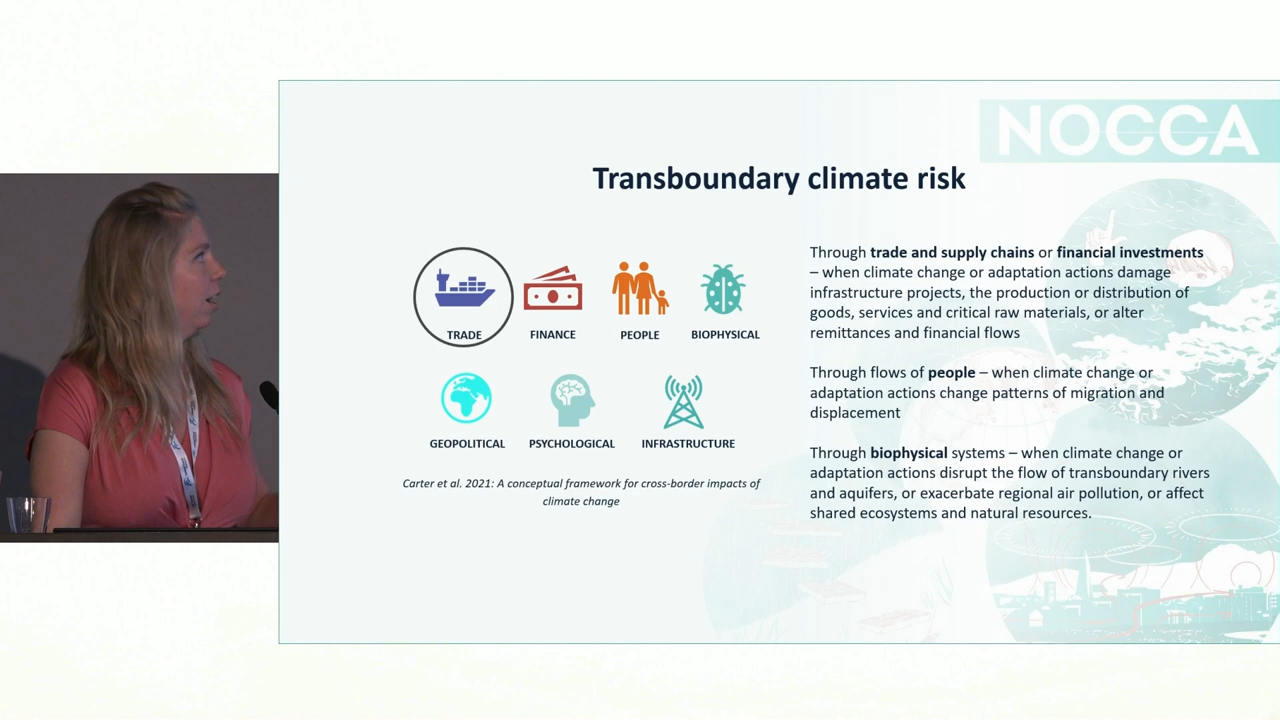 NOCCA
Transboundary climate risk
TRADE
FINANCE
PEOPLE
BIOPHYSICAL
GEOPOLITICAL
PSYCHOLOGICAL
INFRASTRUCTURE
Carter et al. 2021: A conceptual framework for cross-border impacts of
climate change
Through trade and supply chains or financial investments
– when climate change or adaptation actions damage
infrastructure projects, the production or distribution of
goods, services and critical raw materials, or alter
remittances and financial flows
Through flows of people – when climate change or
adaptation actions change patterns of migration and
displacement
Through biophysical systems – when climate change or
adaptation actions disrupt the flow of transboundary rivers
and aquifers, or exacerbate regional air pollution, or affect
shared ecosystems and natural resources.